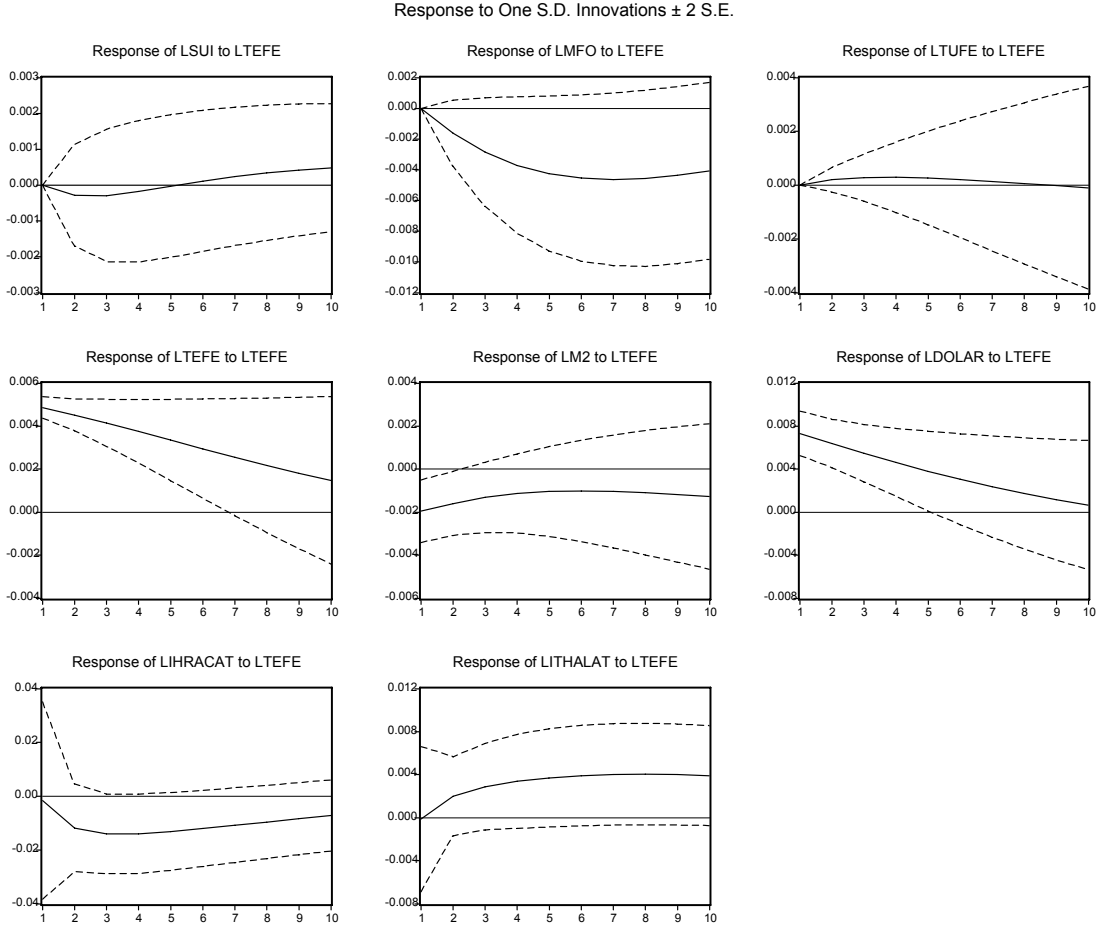 Response to One S.D. Innovations ± 2 S.E.
Response of LSUI to LTEFE
0.003
0.002
0.001
0.000
-0.001
-0.002
-0.003
1 2 3 4 5 6 7 8 9 10
Response of LMFO to LTEFE
0.002
0.000
-0.002
-0.004
-0.006
-0.008
-0.010
-0.012
1 2 3 4 5 6 7 8 9 10
Response of LTUFE to LTEFE
0.004
0.002
0.000
-0.002
-0.004
1 2 3 4 5 6 7 8 9 10
Response of LTEFE to LTEFE
0.006
0.004
0.002
0.000
-0.002
-0.004
1 2 3 4 5 6 7 8 9 10
Response of LM2 to LTEFE
0.004
0.002
0.000
-0.002
-0.004
-0.006
1 2 3 4 5 6 7 8 9 10
Response of LDOLAR to LTEFE
0.012
0.008
0.004
0.000
-0.004
-0.008
1 2 3 4 5 6 7 8 9 10
Response of LIHRACAT to LTEFE
0.04
0.02
0.00
-0.02
-0.04
1 2 3 4 5 6 7 8 9 10
Response of LITHALAT to LTEFE
0.012
0.008
0.004
0.000
-0.004
-0.008
1 2 3 4 5 6 7 8 9 10